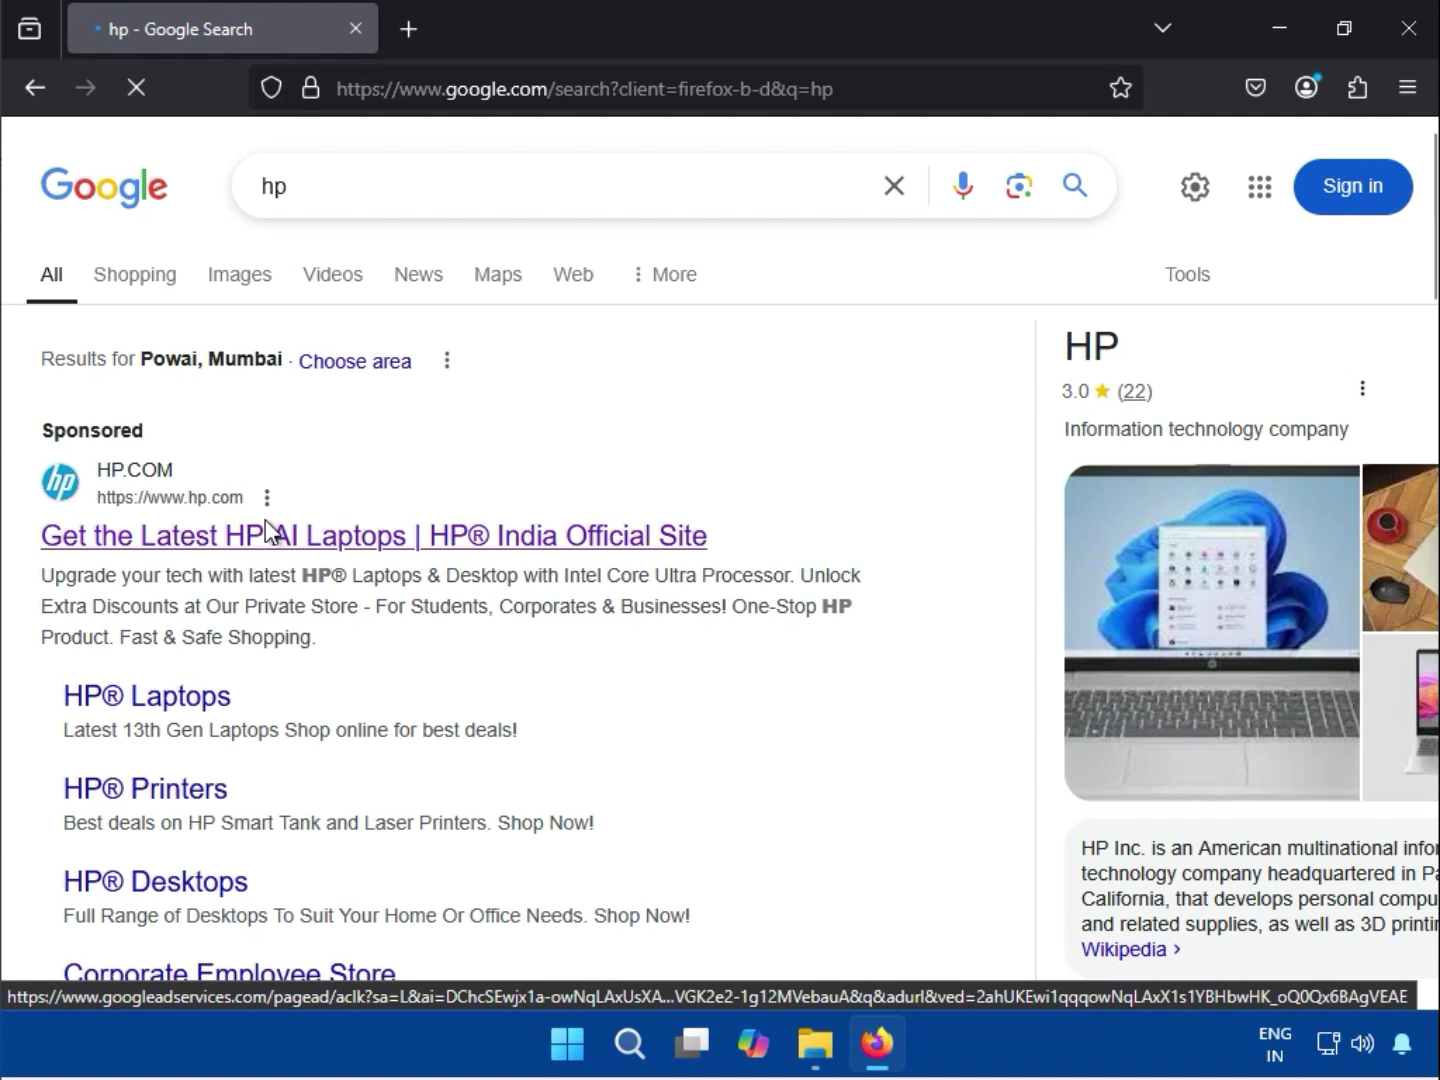 hp - Google Search
https://www.google.com/search?client=firefox-b-d&q=hp
Google
hp
Sign in
All
Shopping
Images
Videos
News
Maps
Web
More
Tools
Results for Powai, Mumbai · Choose area
Sponsored
hp
HP.COM
https://www.hp.com
Get the Latest HP AI Laptops | HP® India Official Site
Upgrade your tech with latest HP® Laptops & Desktop with Intel Core Ultra Processor. Unlock
Extra Discounts at Our Private Store - For Students, Corporates & Businesses! One-Stop HP
Product. Fast & Safe Shopping.
HP® Laptops
Latest 13th Gen Laptops Shop online for best deals!
HP® Printers
Best deals on HP Smart Tank and Laser Printers. Shop Now!
HP® Desktops
Full Range of Desktops To Suit Your Home Or Office Needs. Shop Now!
Corporate Employee Store
HP
3.0 ★ (22)
Information technology company
HP Inc. is an American multinational info
technology company headquartered in Pa
California, that develops personal compu
and related supplies, as well as 3D printin
Wikipedia ›
https://www.googleadservices.com/pagead/aclk?sa=L&ai=DChcSEwjx1a-owNqLAxUsXA...VGK2e2-1g12MVebauA&q&adurl&ved=2ahUKEwi1qqqowNqLAxX1s1YBHbwHK_oQ0Qx6BAgVEAE
ENG
IN